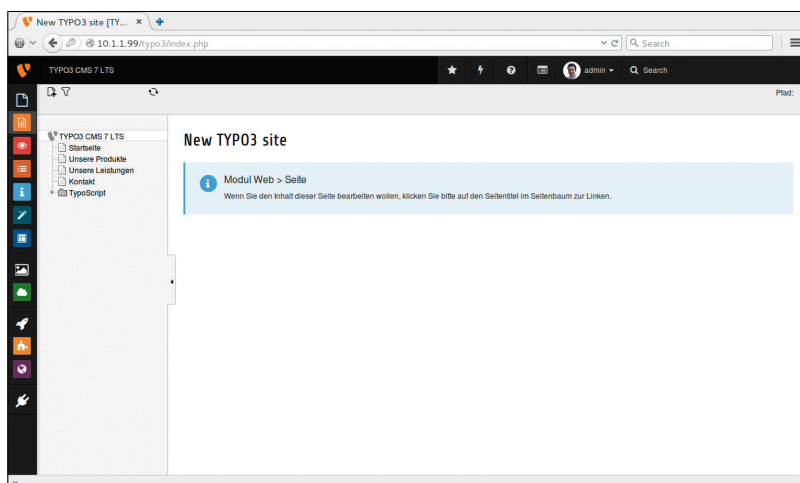 New TYPO3 site [TY...
10.1.1.99/typo3/index.php
Search
TYPO3 CMS 7 LTS
admin
Search
Pfad:
TYPO3 CMS 7 LTS
Startseite
Unsere Produkte
Unsere Leistungen
Kontakt
TypoScript
New TYPO3 site
Modul Web > Seite
Wenn Sie den Inhalt dieser Seite bearbeiten wollen, klicken Sie bitte auf den Seitentitel im Seitenbaum zur Linken.